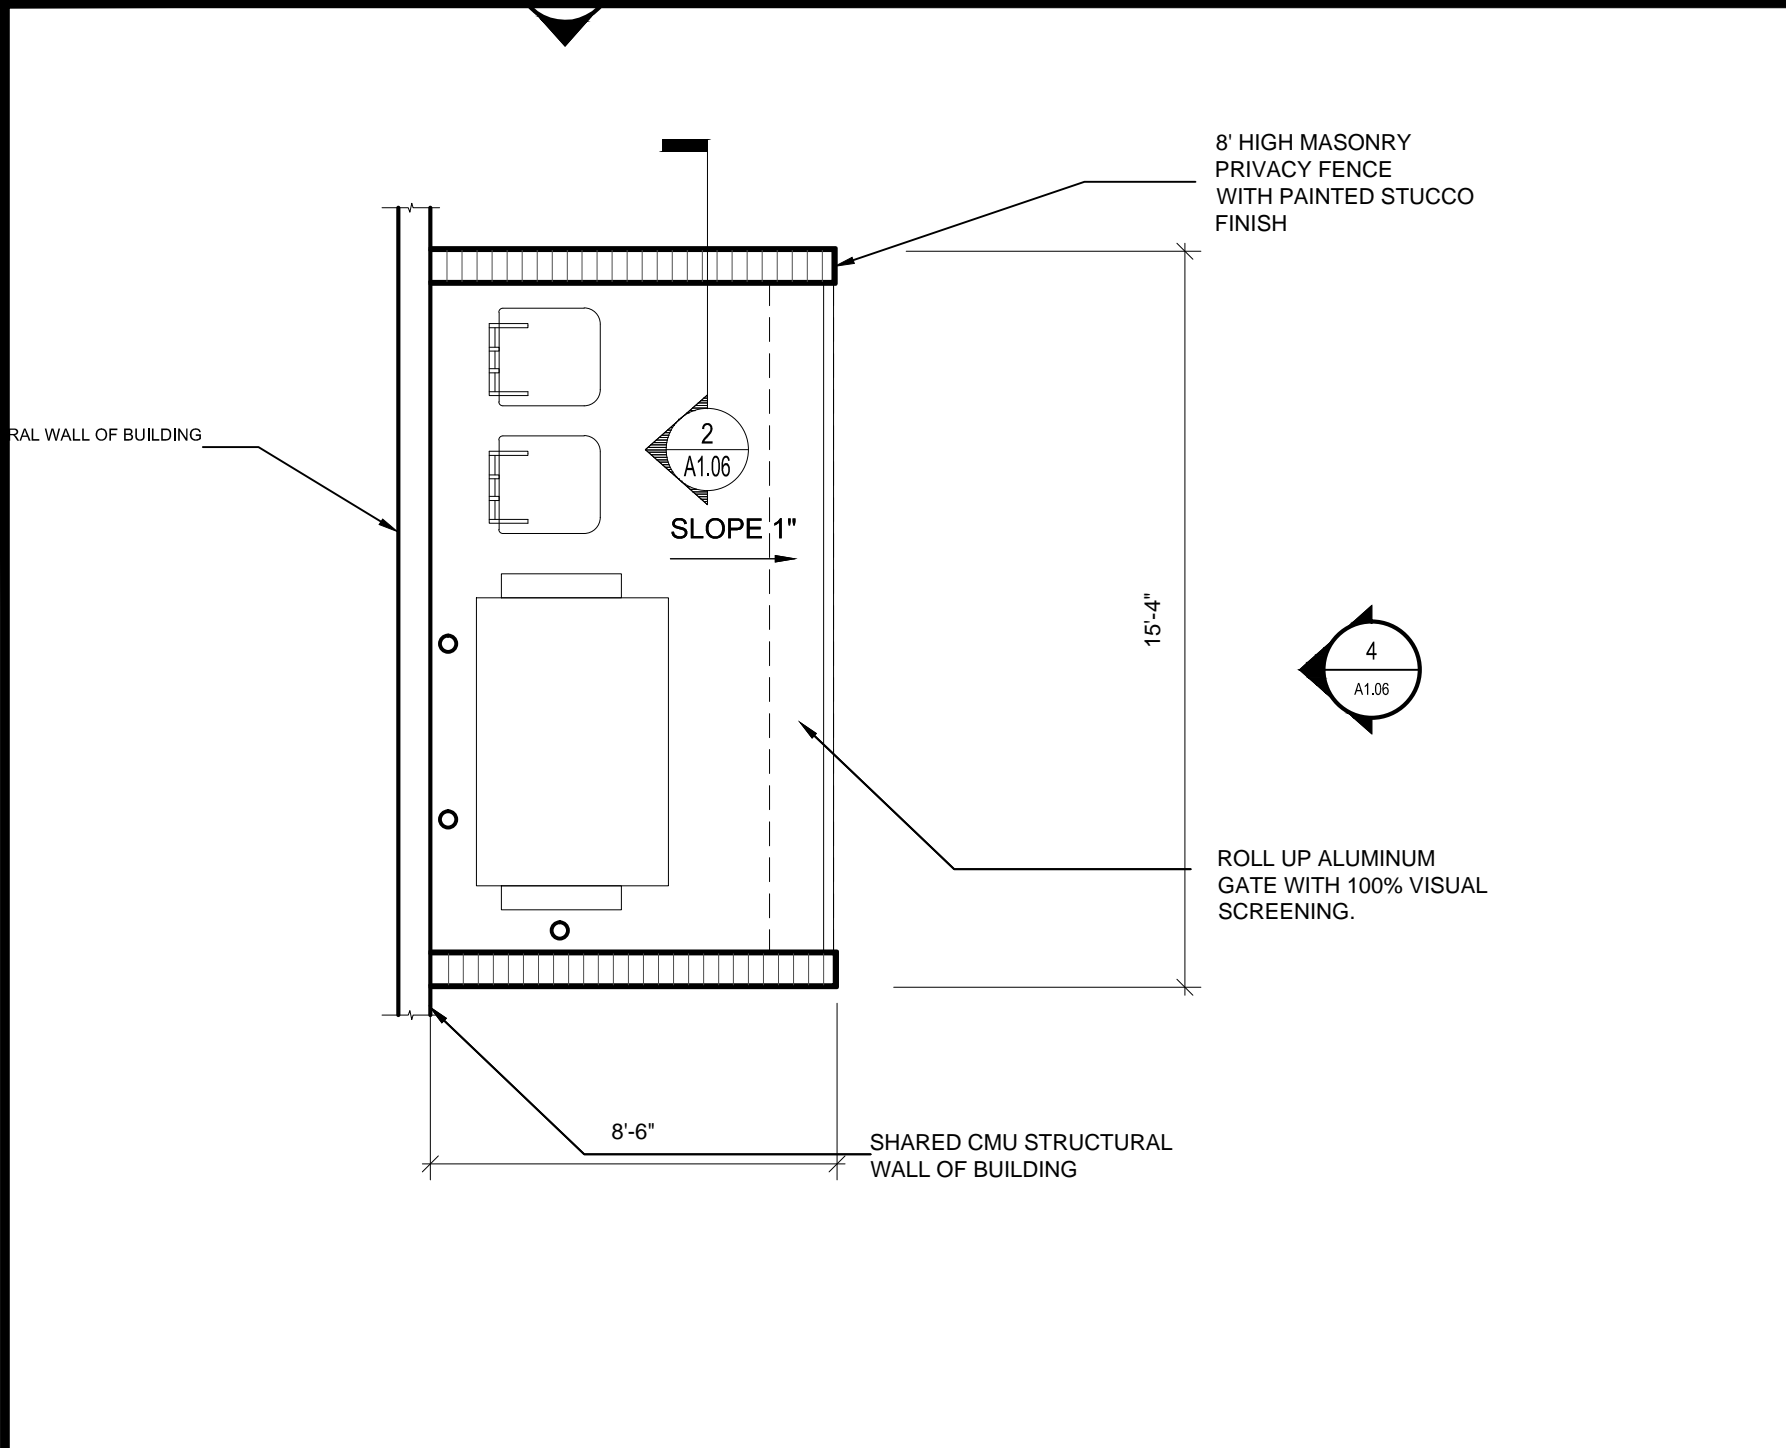 8' HIGH MASONRY
PRIVACY FENCE
WITH PAINTED STUCCO
FINISH
WALL OF BUILDING
2
A1.06
SLOPE 1"
15'-4"
4
A1.06
ROLL UP ALUMINUM
GATE WITH 100% VISUAL
SCREENING.
8'-6"
SHARED CMU STRUCTURAL
WALL OF BUILDING